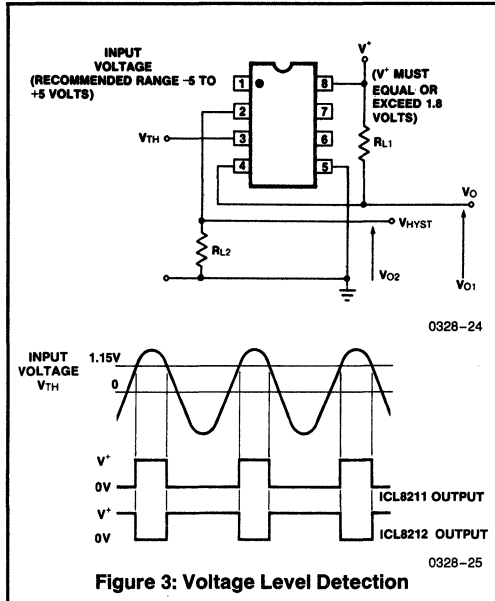 INPUT
VOLTAGE
(RECOMMENDED RANGE -5 TO
+5 VOLTS)
V+
(V+ MUST
EQUAL OR
EXCEED 1.8
VOLTS)
1
8
2
7
VTH
3
6
4
5
RL1
VO
VHYST
RL2
VO2
VO1
0328-24
INPUT
VOLTAGE
VTH
1.15V
0
V+
0V
ICL8211 OUTPUT
V+
0V
ICL8212 OUTPUT
0328-25
Figure 3: Voltage Level Detection